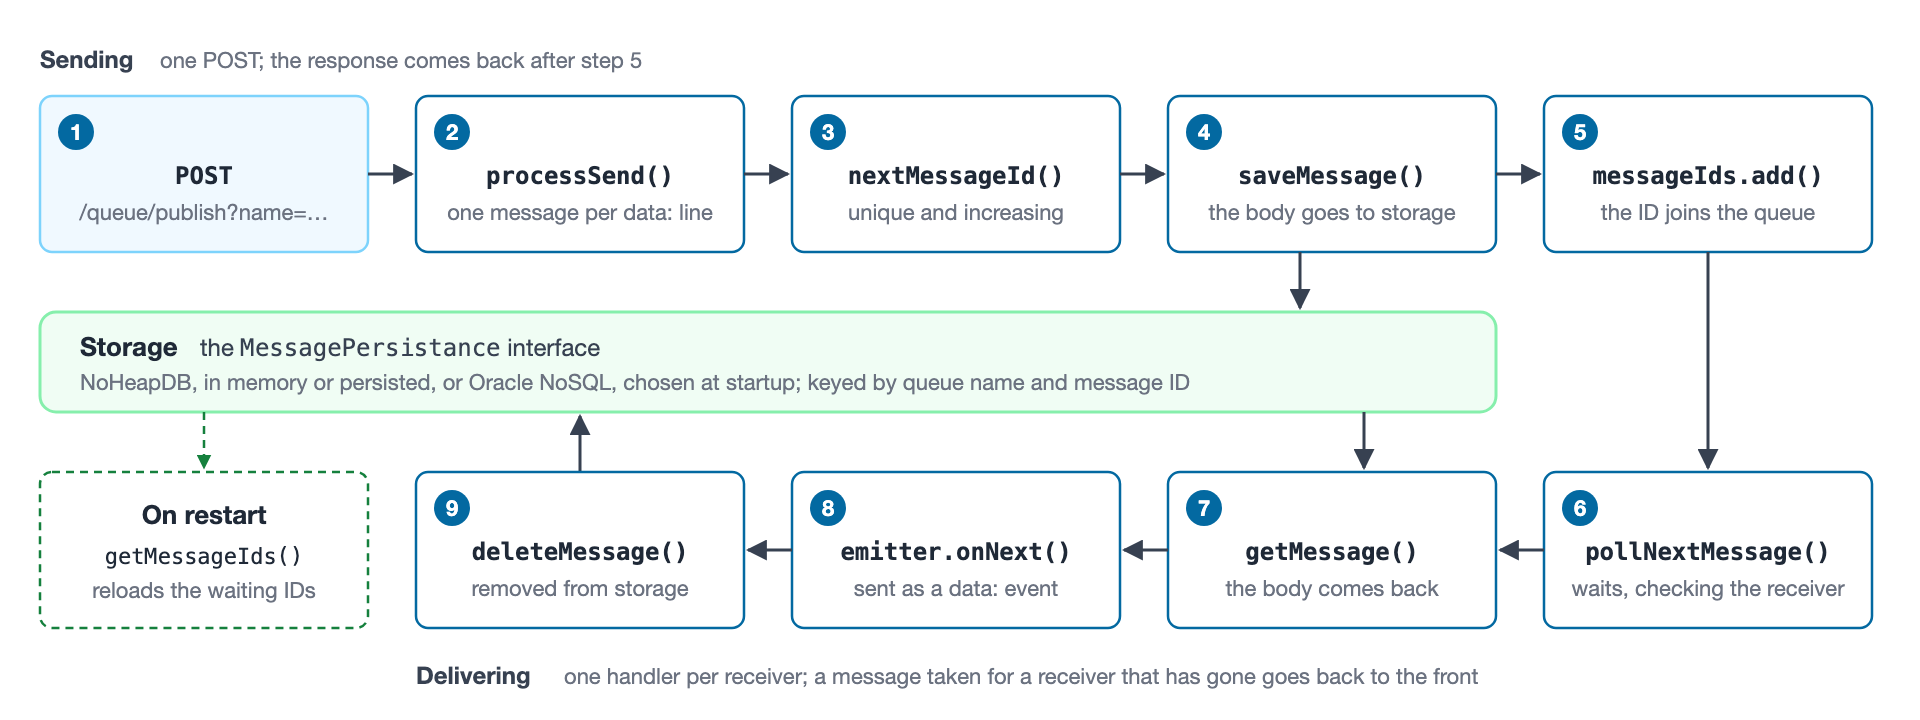 Sending one POST; the response comes back after step 5
1
POST
/queue/publish?name=...
2
processSend()
one message per data: line
3
nextMessageId()
unique and increasing
4
saveMessage()
the body goes to storage
5
messageIds.add()
the ID joins the queue
Storage the MessagePersistance interface
NoHeapDB, in memory or persisted, or Oracle NoSQL, chosen at startup; keyed by queue name and message ID
On restart
getMessageIds()
reloads the waiting IDs
9
deleteMessage()
removed from storage
8
emitter.onNext()
sent as a data: event
7
getMessage()
the body comes back
6
pollNextMessage()
waits, checking the receiver
Delivering one handler per receiver; a message taken for a receiver that has gone goes back to the front